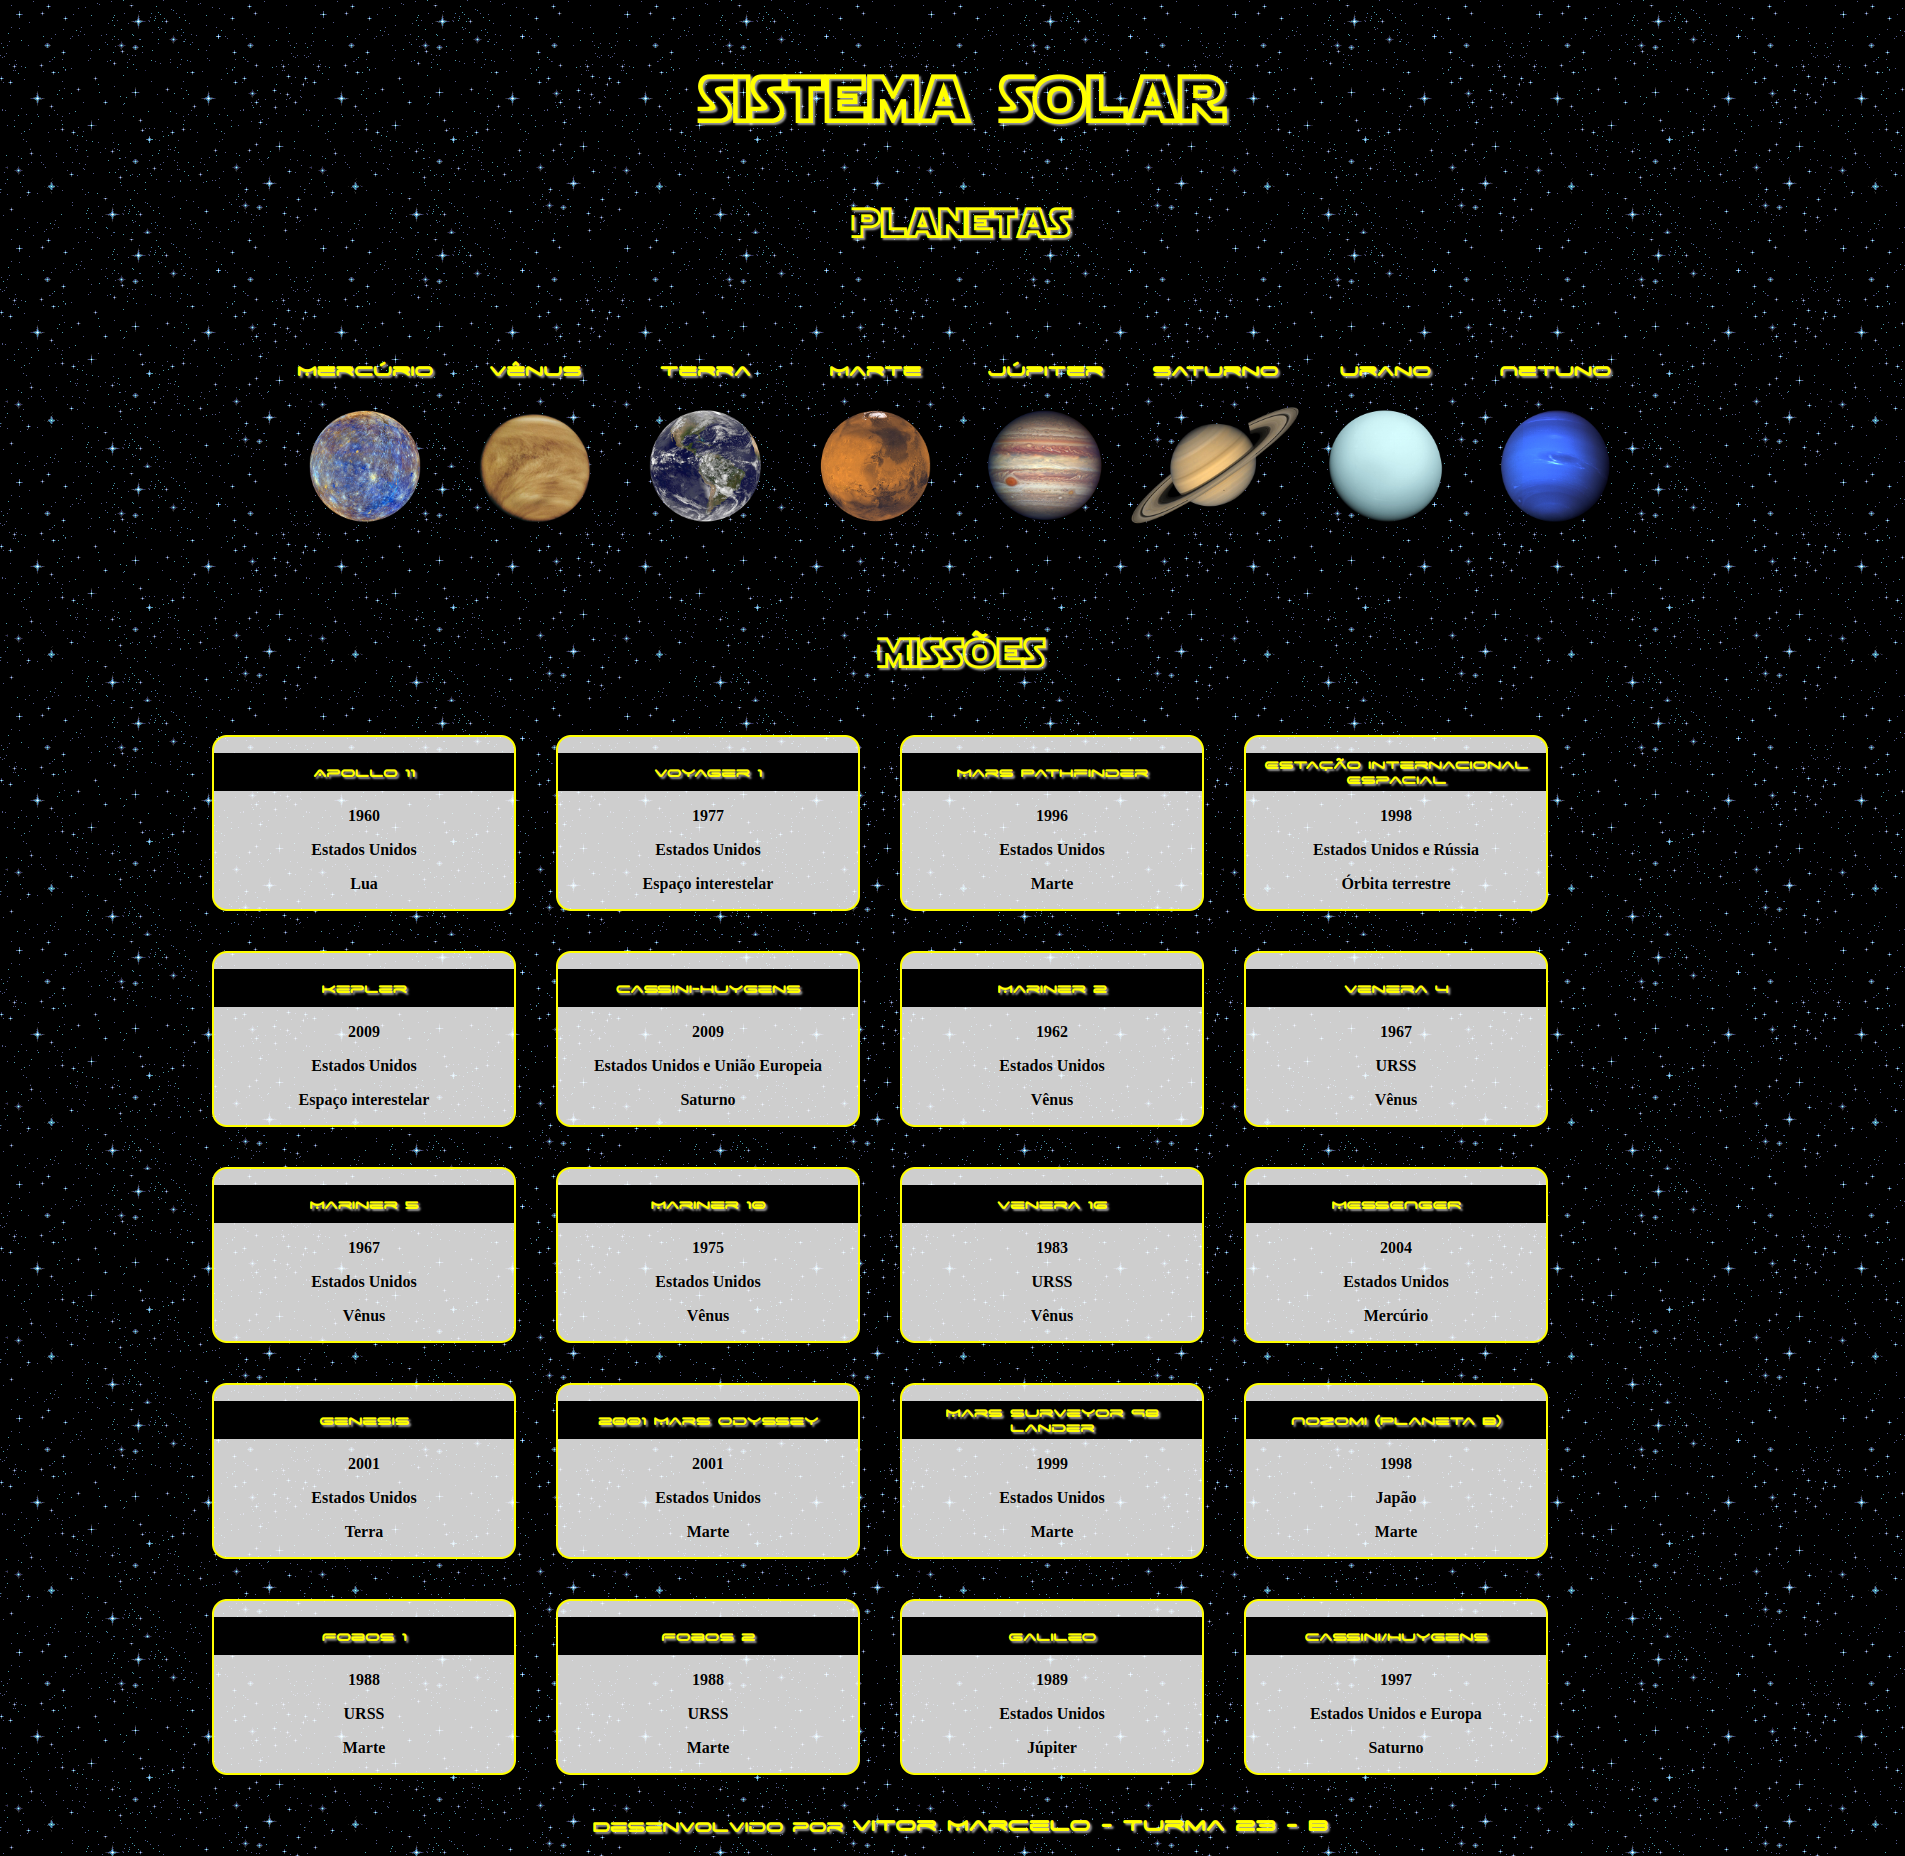 SISTEMA SOLAR
PLANETAS
MERCÚRIO VÊNUS TERRA MARTE JÚPITER SATURNO URANO NETUNO
MISSÕES
APOLLO 11
1960
Estados Unidos
Lua
VOYAGER 1
1977
Estados Unidos
Espaço interestelar
MARS PATHFINDER
1996
Estados Unidos
Marte
ESTAÇÃO INTERNACIONAL
ESPACIAL
1998
Estados Unidos e Rússia
Órbita terrestre
KEPLER
2009
Estados Unidos
Espaço interestelar
CASSINI-HUYGENS
2009
Estados Unidos e União Europeia
Saturno
MARINER 2
1962
Estados Unidos
Vênus
VENERA 4
1967
URSS
Vênus
MARINER 5
1967
Estados Unidos
Vênus
MARINER 10
1975
Estados Unidos
Vênus
VENERA 16
1983
URSS
Vênus
MESSENGER
2004
Estados Unidos
Mercúrio
GENESIS
2001
Estados Unidos
Terra
2001 MARS ODYSSEY
2001
Estados Unidos
Marte
MARS SURVEYOR 98
LANDER
1999
Estados Unidos
Marte
NOZOMI (PLANETA B)
1998
Japão
Marte
FOBOS 1
1988
URSS
Marte
FOBOS 2
1988
URSS
Marte
GALILEO
1989
Estados Unidos
Júpiter
CASSINI/HUYGENS
1997
Estados Unidos e Europa
Saturno
DESENVOLVIDO POR VITOR MARCELO - TURMA 23 - B